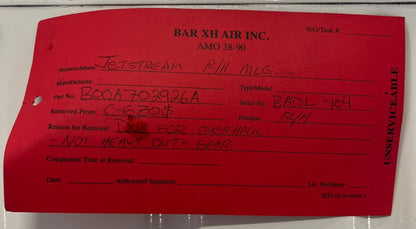 BAR XH AIR INC.
WO/Task #:
AMO 38-90
Nomenclature: JETSTREAM R/H MLG.
Manufacturer: Type/Model:
Part No.: BOOA702926A Serial No.: BADL-104
Removed From: C-GZOS Position: R/H
Reason for Removal: DUE FOR OVERHAUL
- NOT HEAVY DUTY GEAR
Component Time at Removal:
Date: Authorized Signature: Lic. No/Stamp
UNSERVICEABLE